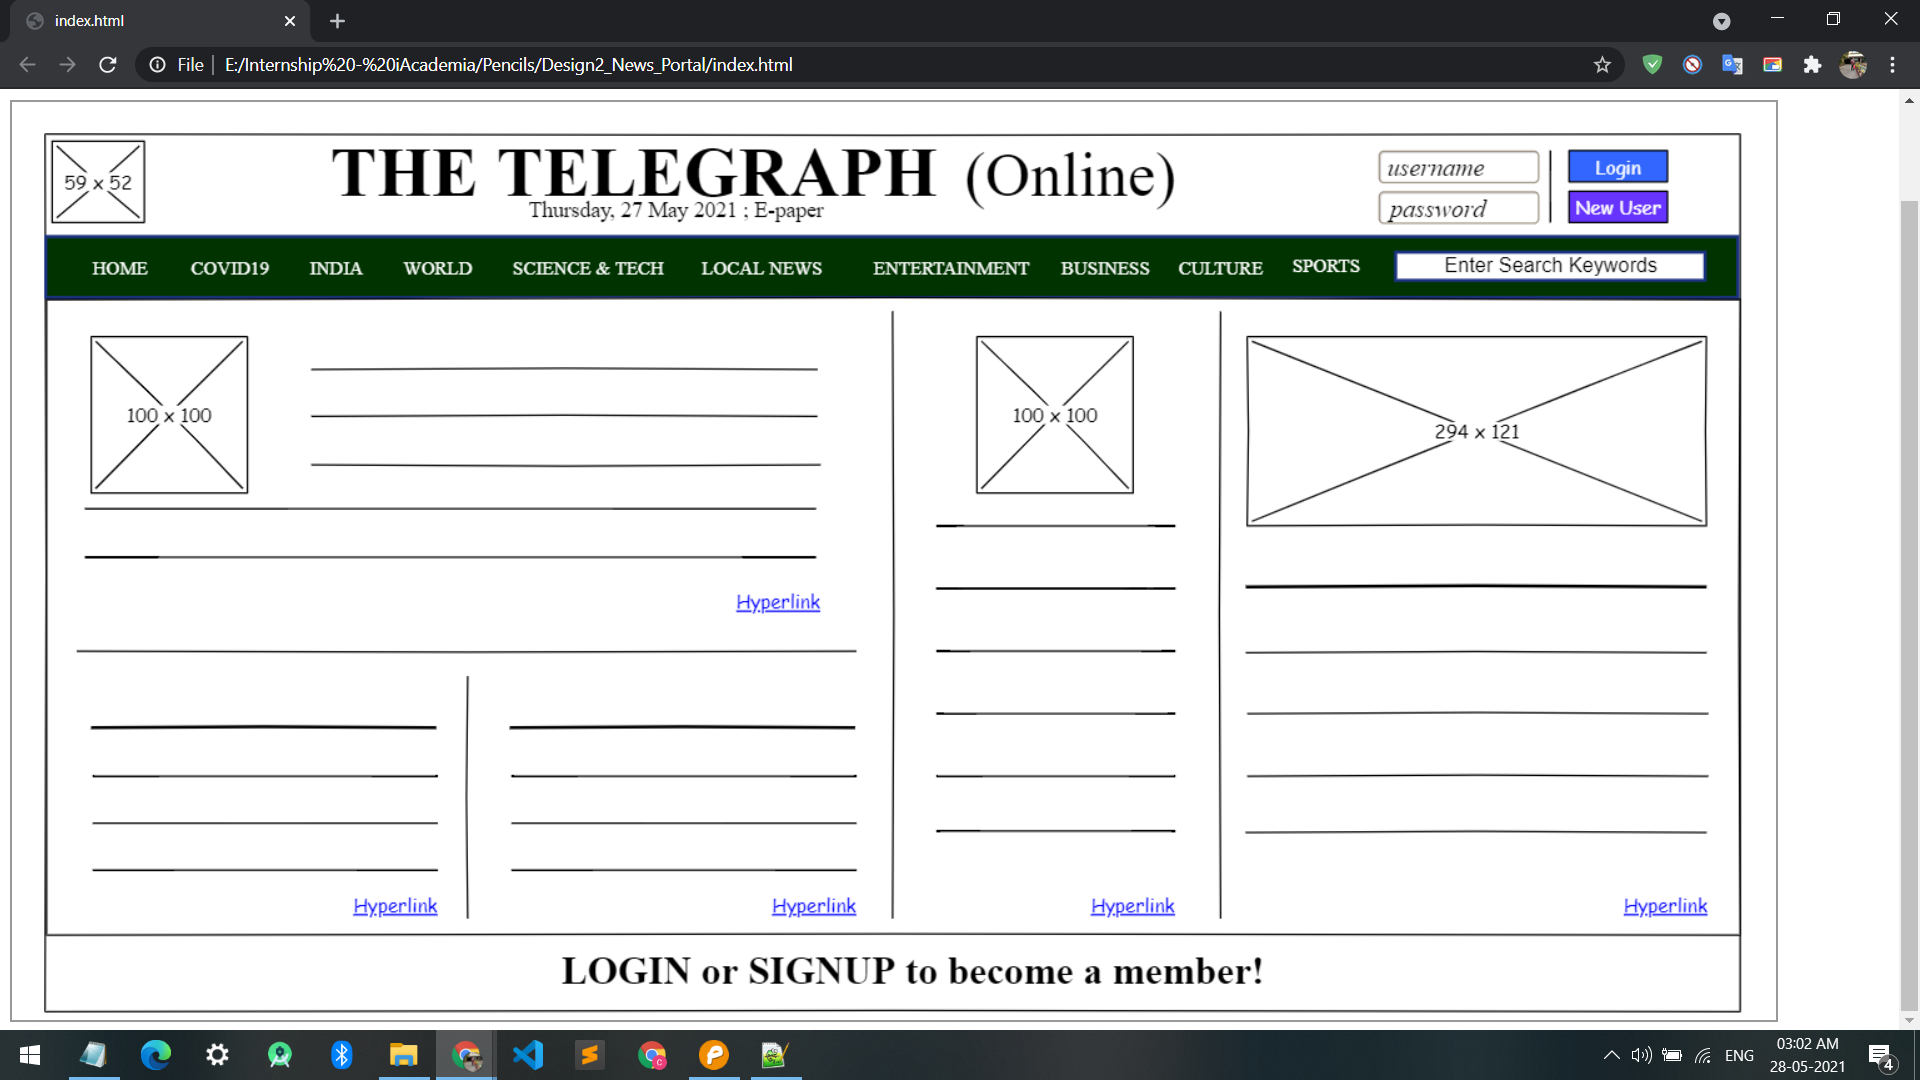 index.html
File
E:/Internship%20-%20iAcademia/Pencils/Design2_News_Portal/index.html
59 x 52
THE TELEGRAPH (Online)
Thursday, 27 May 2021 ; E-paper
username
password
Login
New User
HOME COVID19 INDIA WORLD SCIENCE & TECH LOCAL NEWS ENTERTAINMENT BUSINESS CULTURE SPORTS Enter Search Keywords
100 x 100
100 x 100
294 x 121
Hyperlink
Hyperlink
Hyperlink
Hyperlink
Hyperlink
LOGIN or SIGNUP to become a member!
ENG
03:02 AM
28-05-2021
4